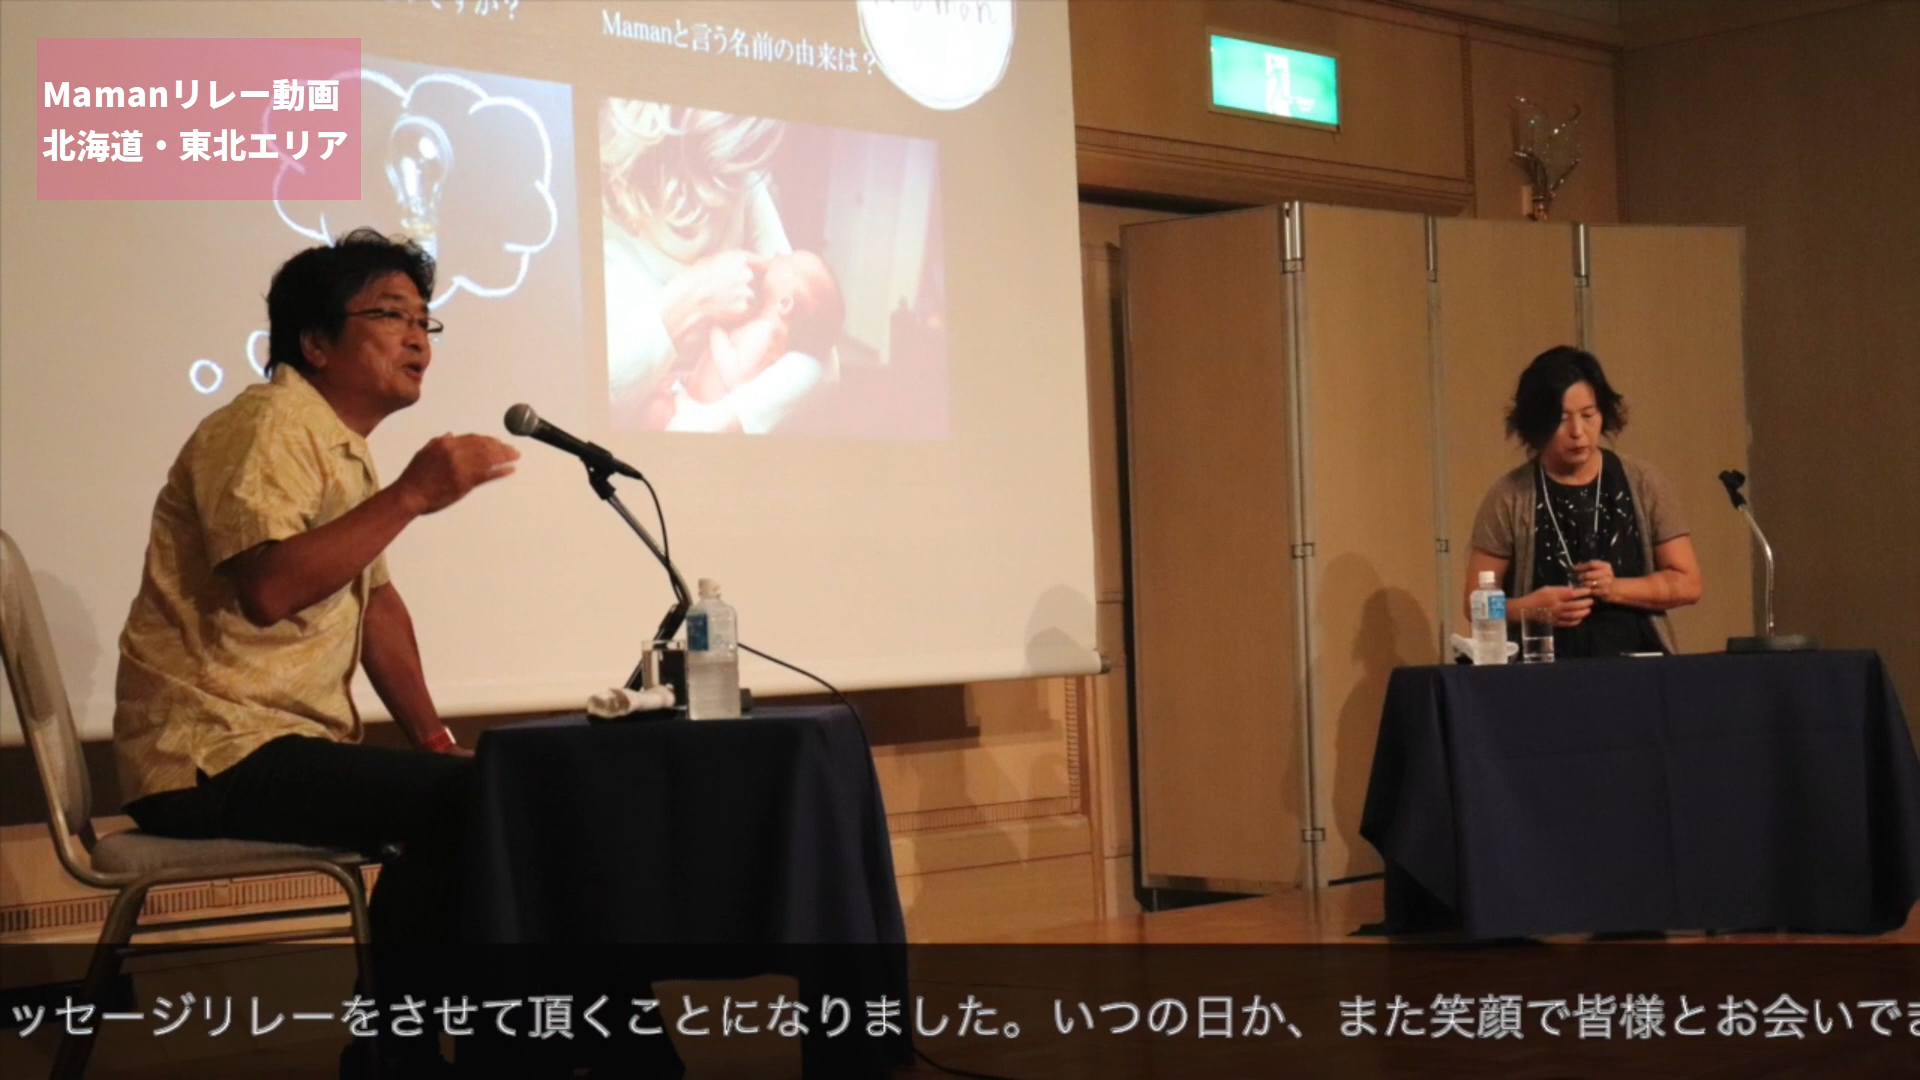 ですか?
Mamanと言う名前の由来は?
Mamanリレー動画
北海道・東北エリア
ッセージリレーをさせて頂くことになりました。いつの日か、また笑顔で皆様とお会いでき